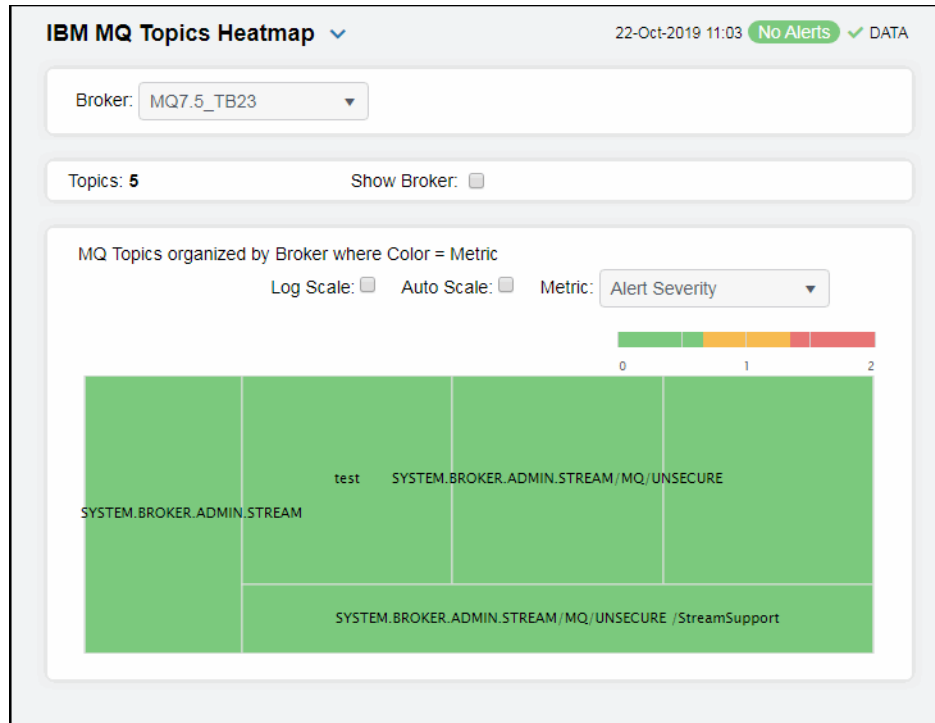 IBM MQ Topics Heatmap
22-Oct-2019 11:03 No Alerts DATA
Broker: MQ7.5_TB23
Topics: 5 Show Broker:
MQ Topics organized by Broker where Color = Metric
Log Scale: Auto Scale: Metric: Alert Severity
0 1 2
test SYSTEM.BROKER.ADMIN.STREAM/MQ/UNSECURE
SYSTEM.BROKER.ADMIN.STREAM
SYSTEM.BROKER.ADMIN.STREAM/MQ/UNSECURE /StreamSupport